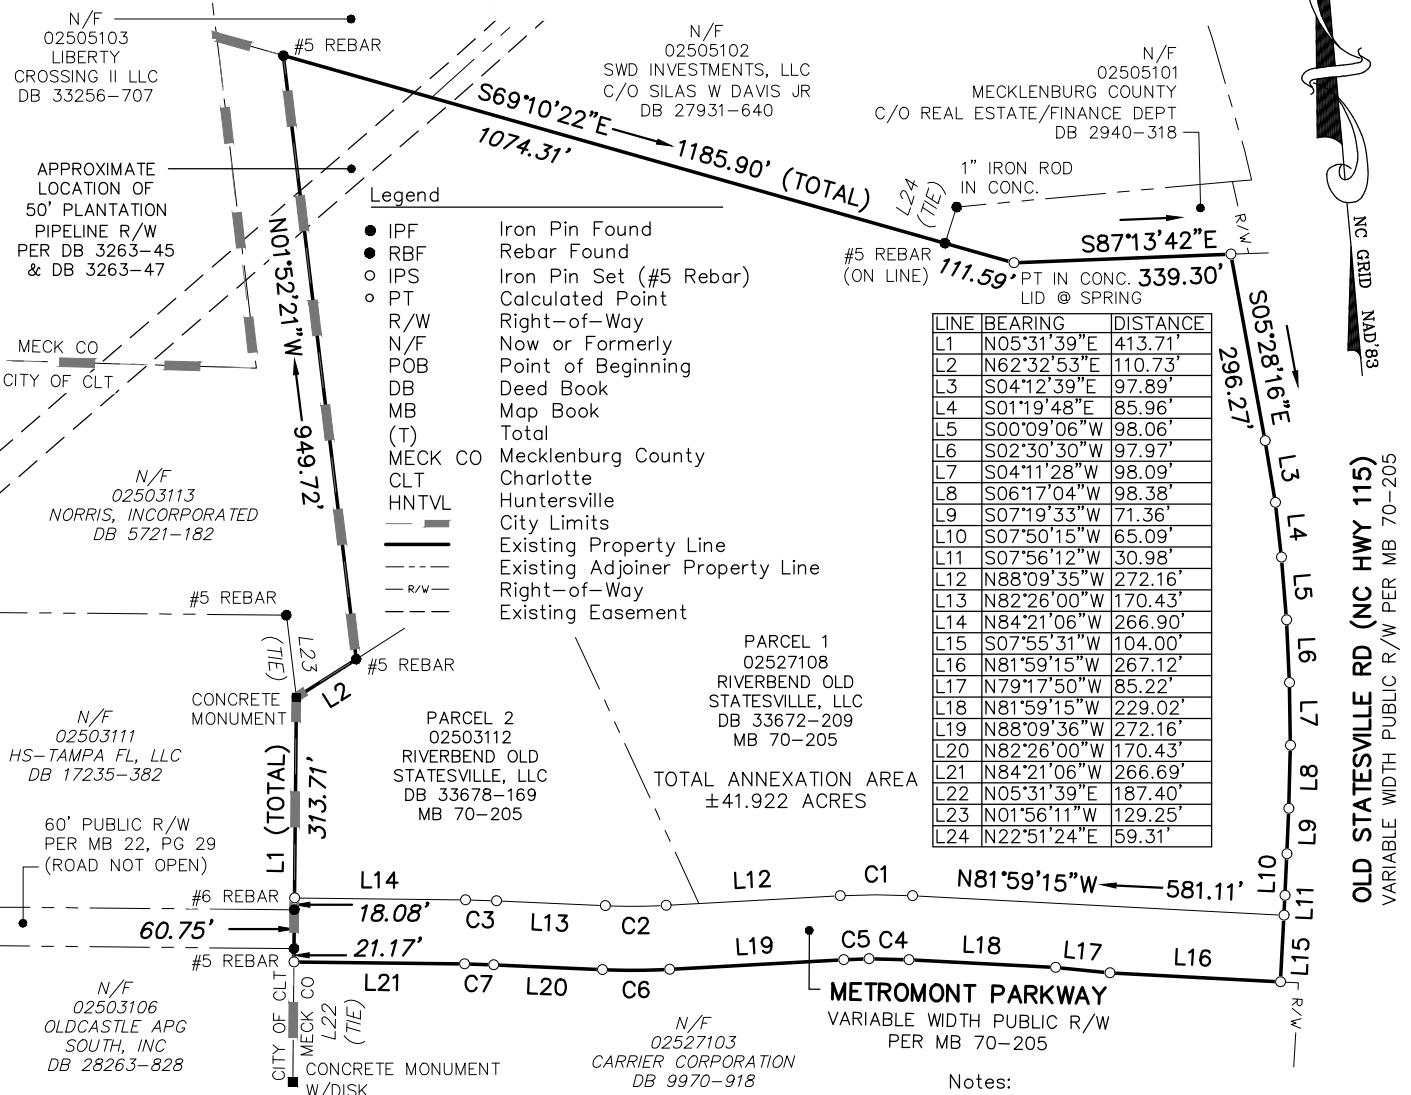 N/F
02505103
LIBERTY
CROSSING II LLC
DB 33256-707
#5 REBAR
N/F
02505102
SWD INVESTMENTS, LLC
C/O SILAS W DAVIS JR
DB 27931-640
N/F
02505101
MECKLENBURG COUNTY
C/O REAL ESTATE/FINANCE DEPT
DB 2940-318
S69°10'22"E
1185.90' (TOTAL)
1074.31'
1" IRON ROD
IN CONC.
L24
(TIE)
#5 REBAR
(ON LINE)
111.59'
S87°13'42"E
339.30'
PT IN CONC.
LID @ SPRING
R/W
NC GRID NAD'83
APPROXIMATE
LOCATION OF
50' PLANTATION
PIPELINE R/W
PER DB 3263-45
& DB 3263-47
N01°52'21"W
949.72'
MECK CO
CITY OF CLT
Legend
IPF Iron Pin Found
RBF Rebar Found
IPS Iron Pin Set (#5 Rebar)
PT Calculated Point
R/W Right-of-Way
N/F Now or Formerly
POB Point of Beginning
DB Deed Book
MB Map Book
(T) Total
MECK CO Mecklenburg County
CLT Charlotte
HNTVL Huntersville
City Limits
Existing Property Line
Existing Adjoiner Property Line
R/W Right-of-Way
Existing Easement
LINE BEARING DISTANCE
L1 N05°31'39"E 413.71'
L2 N62°32'53"E 110.73'
L3 S04°12'39"E 97.89'
L4 S01°19'48"E 85.96'
L5 S00°09'06"W 98.06'
L6 S02°30'30"W 97.97'
L7 S04°11'28"W 98.09'
L8 S06°17'04"W 98.38'
L9 S07°19'33"W 71.36'
L10 S07°50'15"W 65.09'
L11 S07°56'12"W 30.98'
L12 N88°09'35"W 272.16'
L13 N82°26'00"W 170.43'
L14 N84°21'06"W 266.90'
L15 S07°55'31"W 104.00'
L16 N81°59'15"W 267.12'
L17 N79°17'50"W 85.22'
L18 N81°59'15"W 229.02'
L19 N88°09'36"W 272.16'
L20 N82°26'00"W 170.43'
L21 N84°21'06"W 266.69'
L22 N05°31'39"E 187.40'
L23 N01°56'11"W 129.25'
L24 N22°51'24"E 59.31'
S05°28'16"E
296.27'
L3
L4
L5
L6
L7
L8
L9
L10
L11
L15
OLD STATESVILLE RD (NC HWY 115)
VARIABLE WIDTH PUBLIC R/W PER MB 70-205
N/F
02503113
NORRIS, INCORPORATED
DB 5721-182
#5 REBAR
L23
(TIE)
#5 REBAR
L2
CONCRETE
MONUMENT
N/F
02503111
HS-TAMPA FL, LLC
DB 17235-382
L1 (TOTAL)
313.71'
PARCEL 2
02503112
RIVERBEND OLD
STATESVILLE, LLC
DB 33678-169
MB 70-205
PARCEL 1
02527108
RIVERBEND OLD
STATESVILLE, LLC
DB 33672-209
MB 70-205
TOTAL ANNEXATION AREA
±41.922 ACRES
60' PUBLIC R/W
PER MB 22, PG 29
(ROAD NOT OPEN)
#6 REBAR
L14
C3
L13
C2
L12
C1
N81°59'15"W
581.11'
18.08'
60.75'
21.17'
#5 REBAR
L21
C7
L20
C6
L19
C5
C4
L18
L17
L16
METROMONT PARKWAY
VARIABLE WIDTH PUBLIC R/W
PER MB 70-205
R/W
N/F
02503106
OLDCASTLE APG
SOUTH, INC
DB 28263-828
CITY OF CLT
MECK CO
L22
(TIE)
CONCRETE MONUMENT
W/DISK
N/F
02527103
CARRIER CORPORATION
DB 9970-918
Notes: